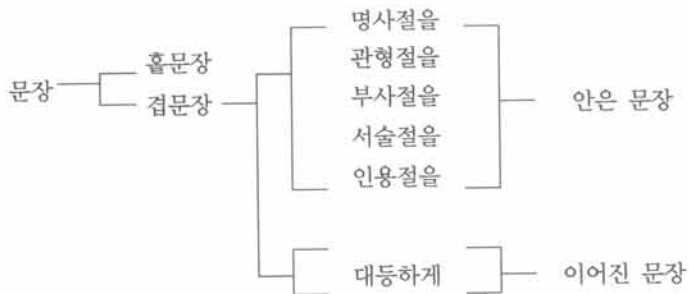 명사절을
홑문장
관형절을
문장
겹문장
부사절을
안은 문장
서술절을
인용절을
대등하게
이어진 문장